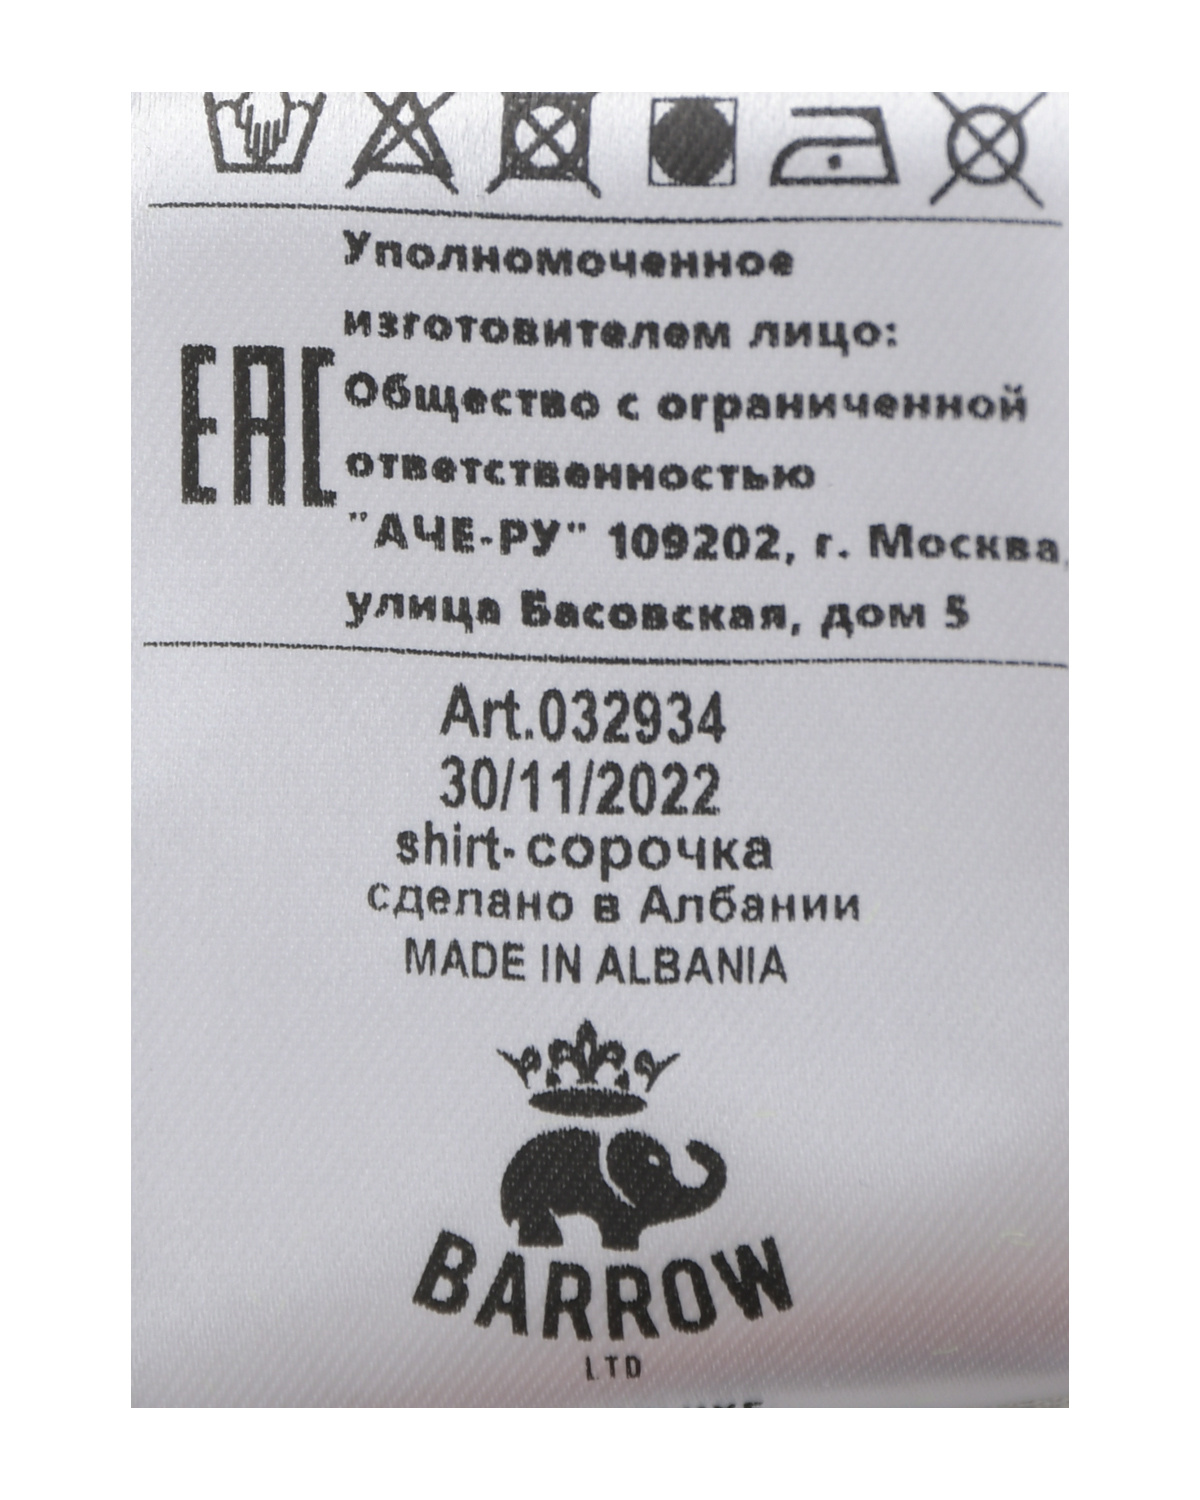 Уполномоченное
изготовителем лицо:
EAC
Общество с ограниченной
ответственностью
"АЧЕ-РУ" 109202, г. Москва,
улица Басовская, дом 5
Art.032934
30/11/2022
shirt- сорочка
сделано в Албании
MADE IN ALBANIA
BARROW
LTD